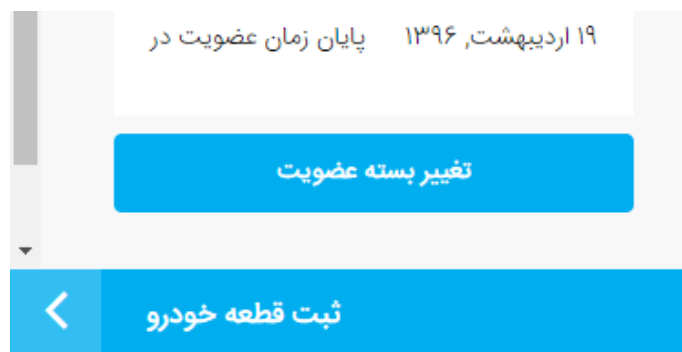 ۱۹ اردیبهشت, ۱۳۹۶ پایان زمان عضویت در
تغییر بسته عضویت
ثبت قطعه خودرو